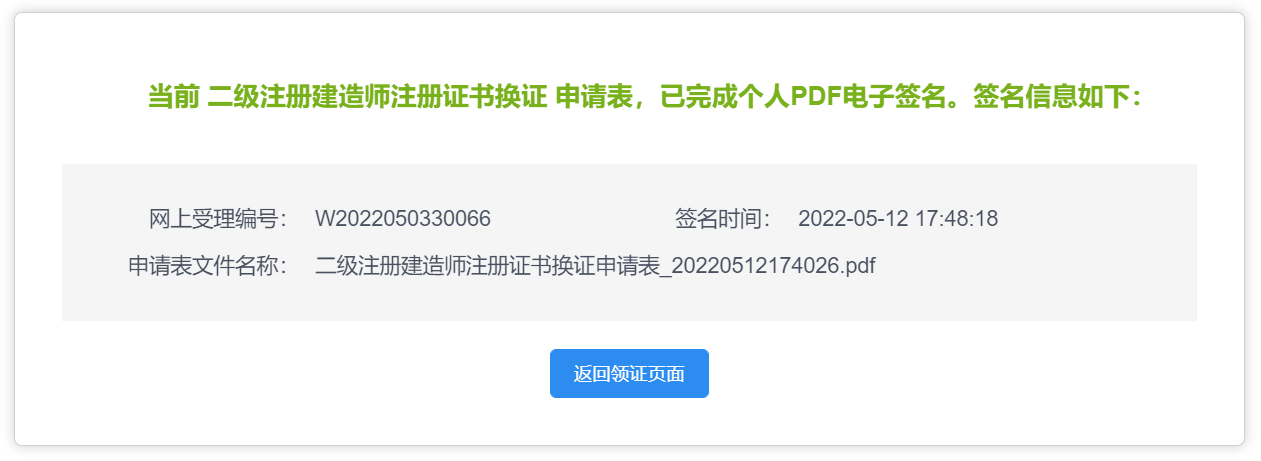 当前 二级注册建造师注册证书换证 申请表，已完成个人PDF电子签名。签名信息如下：
网上受理编号： W2022050330066 签名时间： 2022-05-12 17:48:18
申请表文件名称： 二级注册建造师注册证书换证申请表_20220512174026.pdf
返回领证页面